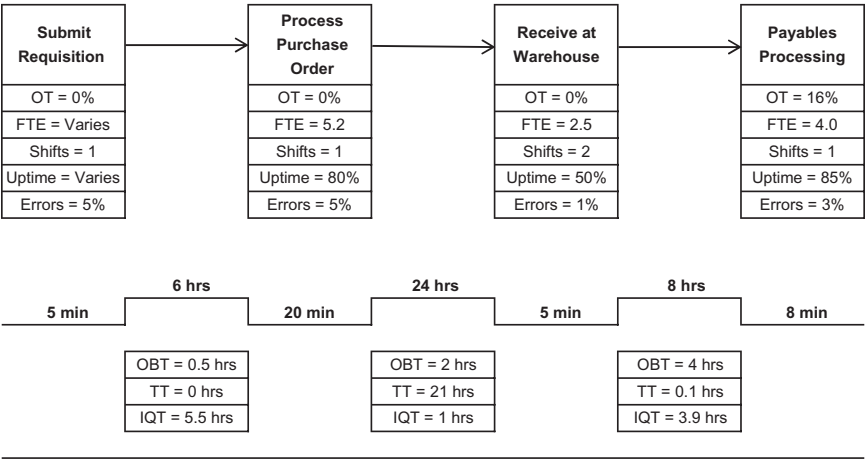 Submit
Requisition
OT = 0%
FTE = Varies
Shifts = 1
Uptime = Varies
Errors = 5%
Process
Purchase
Order
OT = 0%
FTE = 5.2
Shifts = 1
Uptime = 80%
Errors = 5%
Receive at
Warehouse
OT = 0%
FTE = 2.5
Shifts = 2
Uptime = 50%
Errors = 1%
Payables
Processing
OT = 16%
FTE = 4.0
Shifts = 1
Uptime = 85%
Errors = 3%
5 min
6 hrs
20 min
24 hrs
5 min
8 hrs
8 min
OBT = 0.5 hrs
TT = 0 hrs
IQT = 5.5 hrs
OBT = 2 hrs
TT = 21 hrs
IQT = 1 hrs
OBT = 4 hrs
TT = 0.1 hrs
IQT = 3.9 hrs